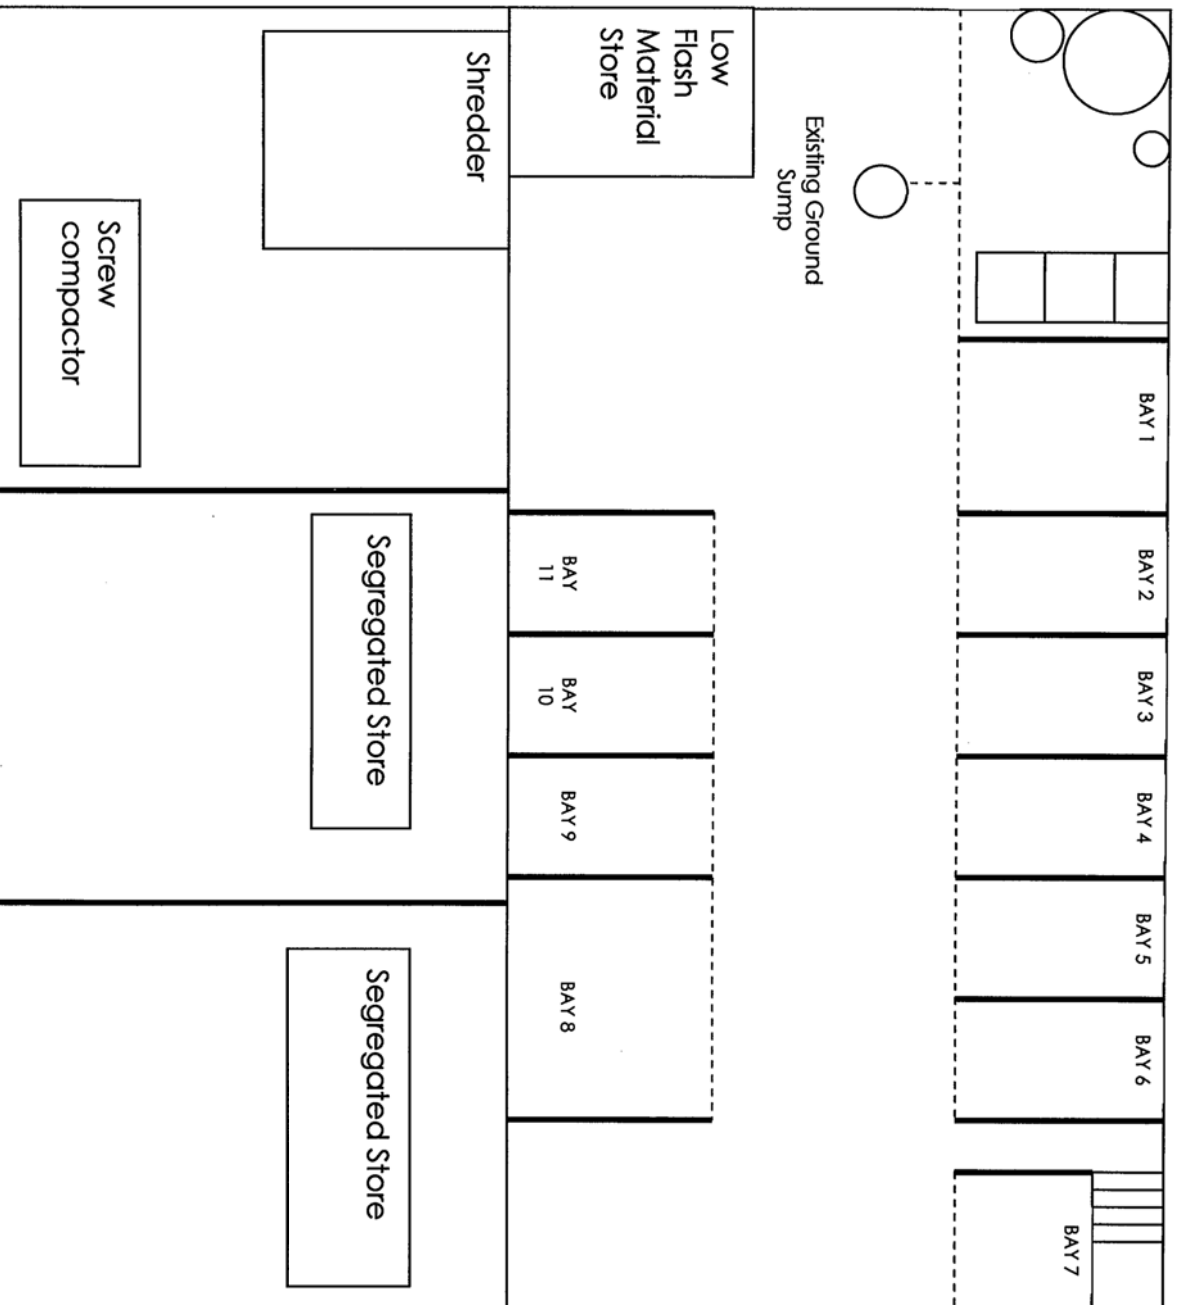 BAY 1
BAY 2
BAY 3
BAY 4
BAY 5
BAY 6
BAY 7
Existing Ground
Sump
Low
Flash
Material
Store
BAY
11
BAY
10
BAY 9
BAY 8
Shredder
Segregated Store
Segregated Store
Screw
compactor